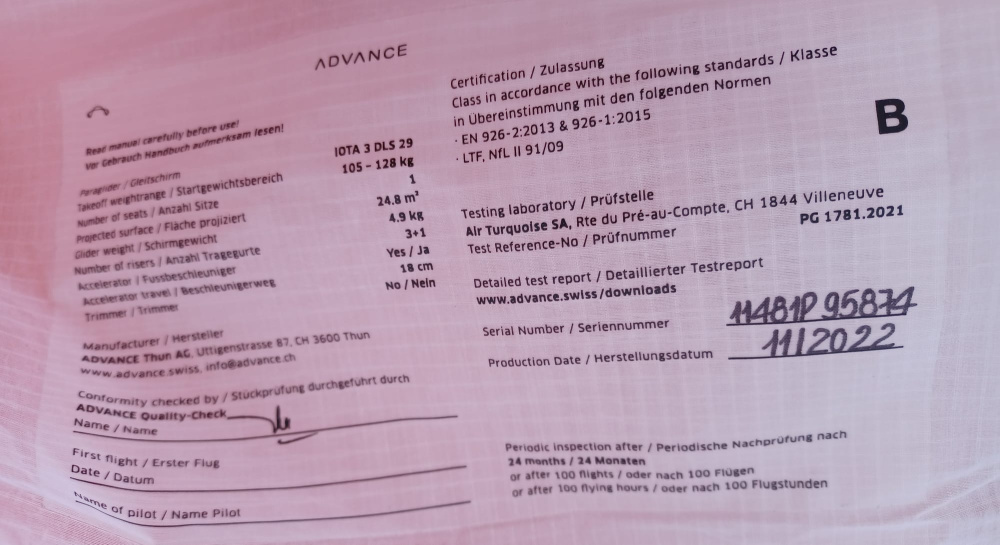 ADVANCE
Read manual carefully before use!
Vor Gebrauch Handbuch aufmerksam lesen!
Paraglider / Gleitschirm IOTA 3 DLS 29
Takeoff weightrange / Startgewichtsbereich 105 – 128 kg
Number of seats / Anzahl Sitze 1
Projected surface / Fläche projiziert 24.8 m²
Glider weight / Schirmgewicht 4.9 kg
Number of risers / Anzahl Tragegurte 3+1
Accelerator / Fussbeschleuniger Yes / Ja
Accelerator travel / Beschleunigerweg 18 cm
Trimmer / Trimmer No / Nein
Manufacturer / Hersteller
ADVANCE Thun AG, Uttigenstrasse 87, CH 3600 Thun
www.advance.swiss, info@advance.ch
Conformity checked by / Stückprüfung durchgeführt durch
ADVANCE Quality-Check
Name / Name
First flight / Erster Flug
Date / Datum
Name of pilot / Name Pilot
Certification / Zulassung
Class in accordance with the following standards / Klasse
in Übereinstimmung mit den folgenden Normen
· EN 926-2:2013 & 926-1:2015
· LTF, NfL II 91/09
B
Testing laboratory / Prüfstelle
Air Turquoise SA, Rte du Pré-au-Compte, CH 1844 Villeneuve
Test Reference-No / Prüfnummer PG 1781.2021
Detailed test report / Detaillierter Testreport
www.advance.swiss/downloads
Serial Number / Seriennummer 11481P 95874
Production Date / Herstellungsdatum 11/2022
Periodic inspection after / Periodische Nachprüfung nach
24 months / 24 Monaten
or after 100 flights / oder nach 100 Flügen
or after 100 flying hours / oder nach 100 Flugstunden